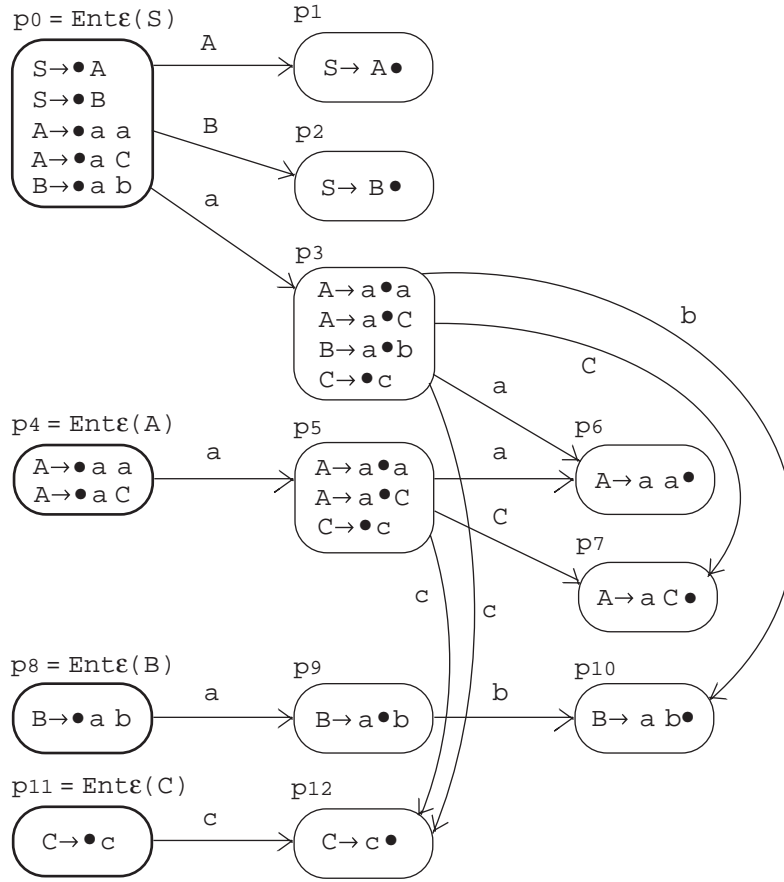 p0 = Entε(S)
S→•A
S→•B
A→•a a
A→•a C
B→•a b
A
p1
S→ A•
B
p2
S→ B•
a
p3
A→ a•a
A→ a•C
B→ a•b
C→•c
b
C
a
c
p4 = Entε(A)
A→•a a
A→•a C
a
p5
A→ a•a
A→ a•C
C→•c
a
p6
A→ a a•
C
p7
A→ a C•
c
p8 = Entε(B)
B→•a b
a
p9
B→ a•b
b
p10
B→ a b•
p11 = Entε(C)
C→•c
c
p12
C→ c•